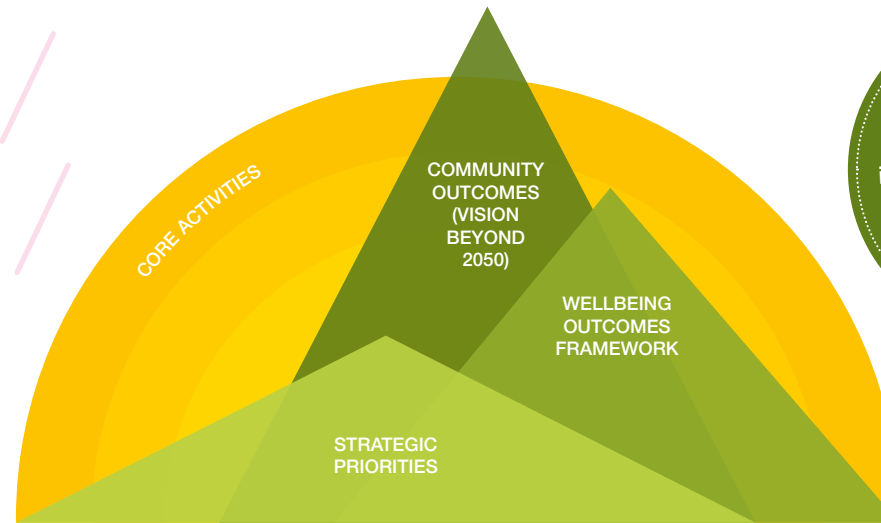 CORE ACTIVITIES
COMMUNITY
OUTCOMES
(VISION
BEYOND
2050)
WELLBEING
OUTCOMES
FRAMEWORK
STRATEGIC
PRIORITIES